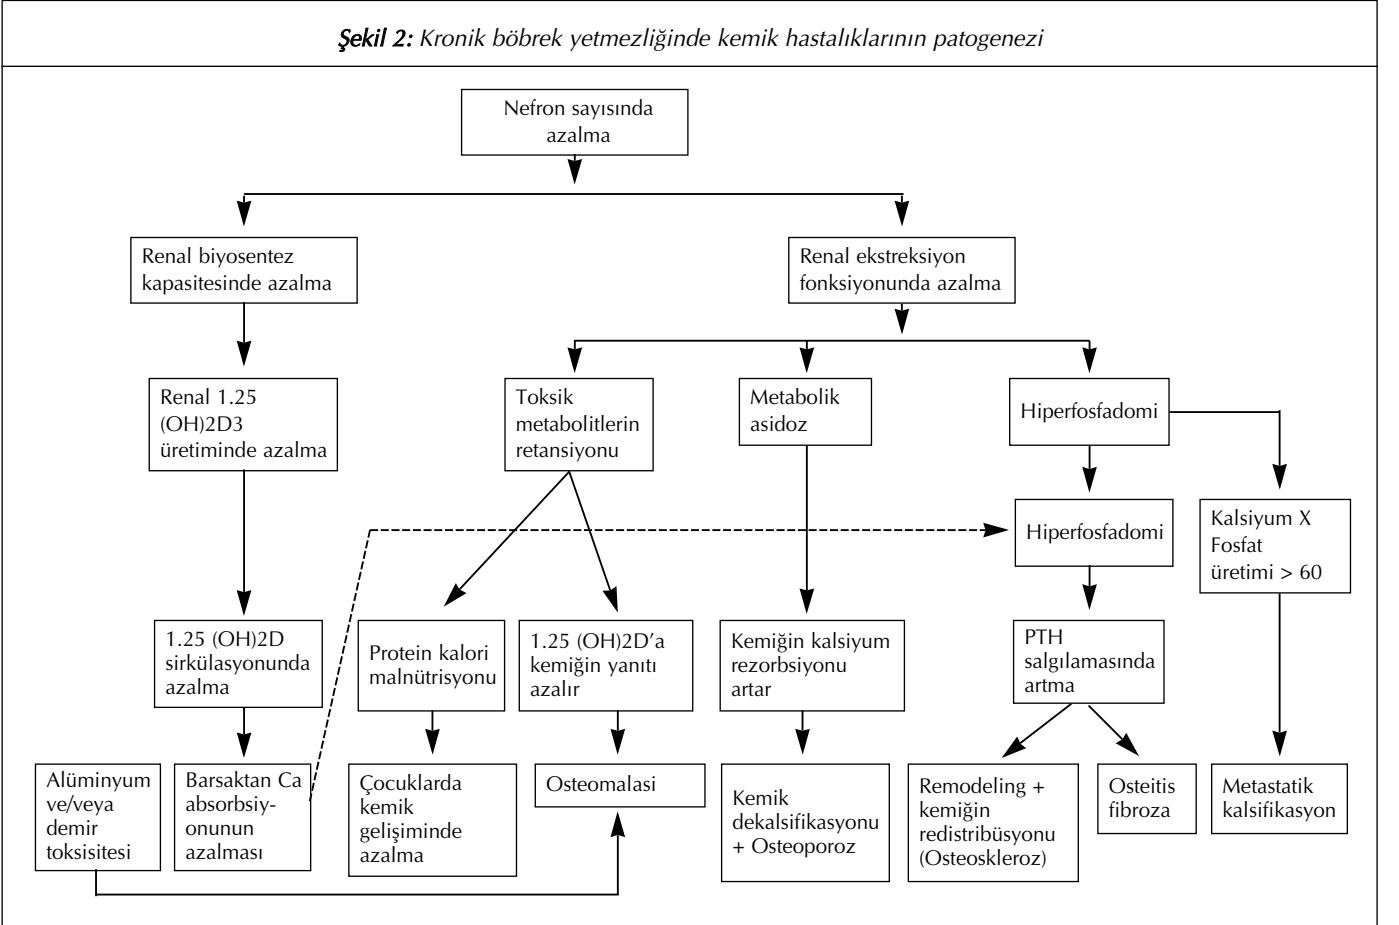 Şekil 2: Kronik böbrek yetmezliğinde kemik hastalıklarının patogenezi
Nefron sayısında
azalma
Renal biyosentez
kapasitesinde azalma
Renal ekstreksiyon
fonksiyonunda azalma
Renal 1.25
(OH)2D3
üretiminde azalma
Toksik
metabolitlerin
retansiyonu
Metabolik
asidoz
Hiperfosfadomi
Hiperfosfadomi
Kalsiyum X
Fosfat
üretimi > 60
1.25 (OH)2D
sirkülasyonunda
azalma
Protein kalori
malnütrisyonu
1.25 (OH)2D'a
kemiğin yanıtı
azalır
Kemiğin kalsiyum
rezorbsiyonu
artar
PTH
salgılamasında
artma
Alüminyum
ve/veya
demir
toksisitesi
Barsaktan Ca
absorbsiy-
onunun
azalması
Çocuklarda
kemik
gelişiminde
azalma
Osteomalasi
Kemik
dekalsifikasyonu
+ Osteoporoz
Remodeling +
kemiğin
redistribüsyonu
(Osteoskleroz)
Osteitis
fibroza
Metastatik
kalsifikasyon